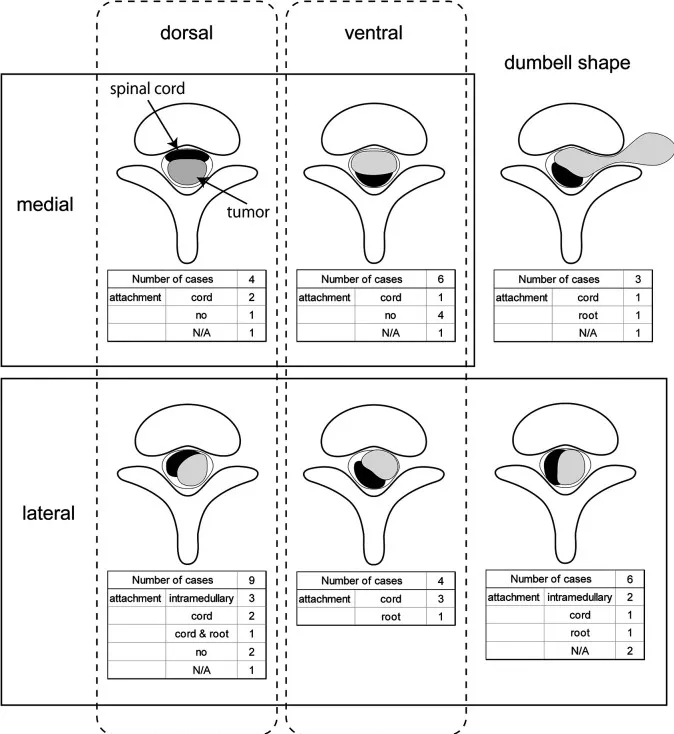 dorsal
ventral
dumbell shape
spinal cord
medial
tumor
Number of cases 4
attachment cord 2
no 1
N/A 1
Number of cases 6
attachment cord 1
no 4
N/A 1
Number of cases 3
attachment cord 1
root 1
N/A 1
lateral
Number of cases 9
attachment intramedullary 3
cord 2
cord & root 1
no 2
N/A 1
Number of cases 4
attachment cord 3
root 1
Number of cases 6
attachment intramedullary 2
cord 1
root 1
N/A 2